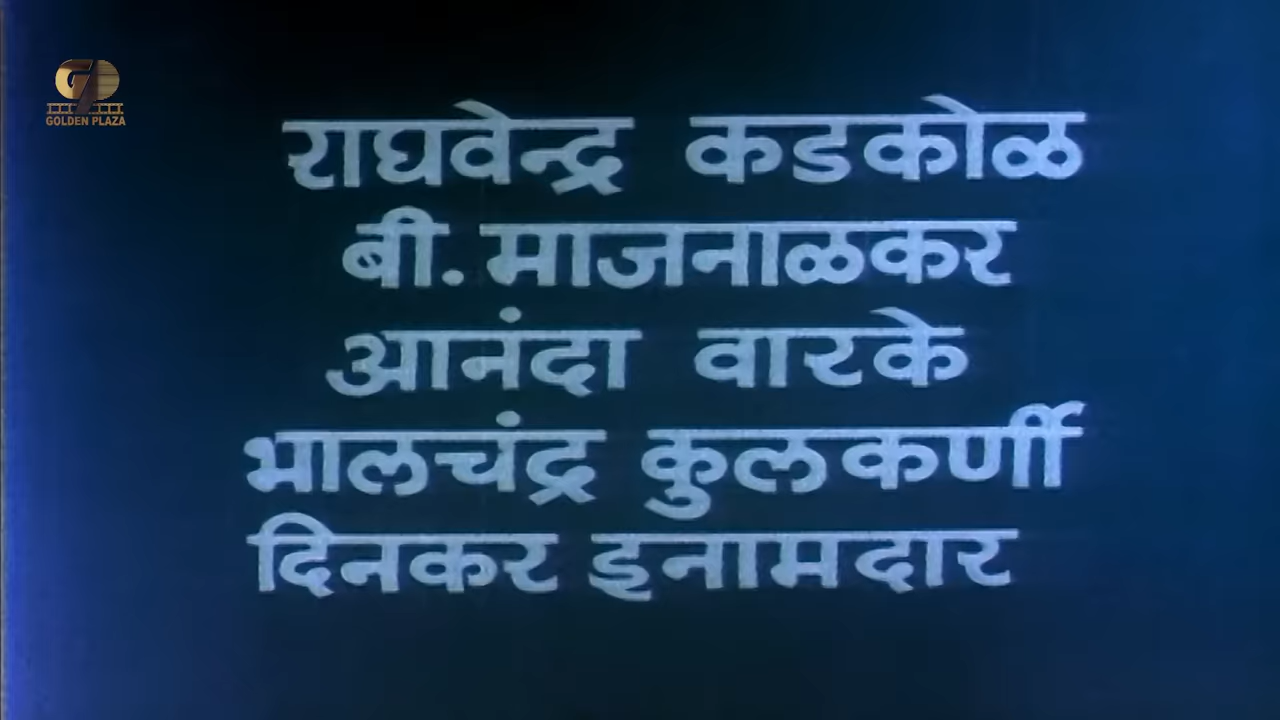 GOLDEN PLAZA
राघवेन्द्र कडकोळ
बी. माजनाळकर
आनंदा वारके
भालचंद्र कुलकर्णी
दिनकर इनामदार